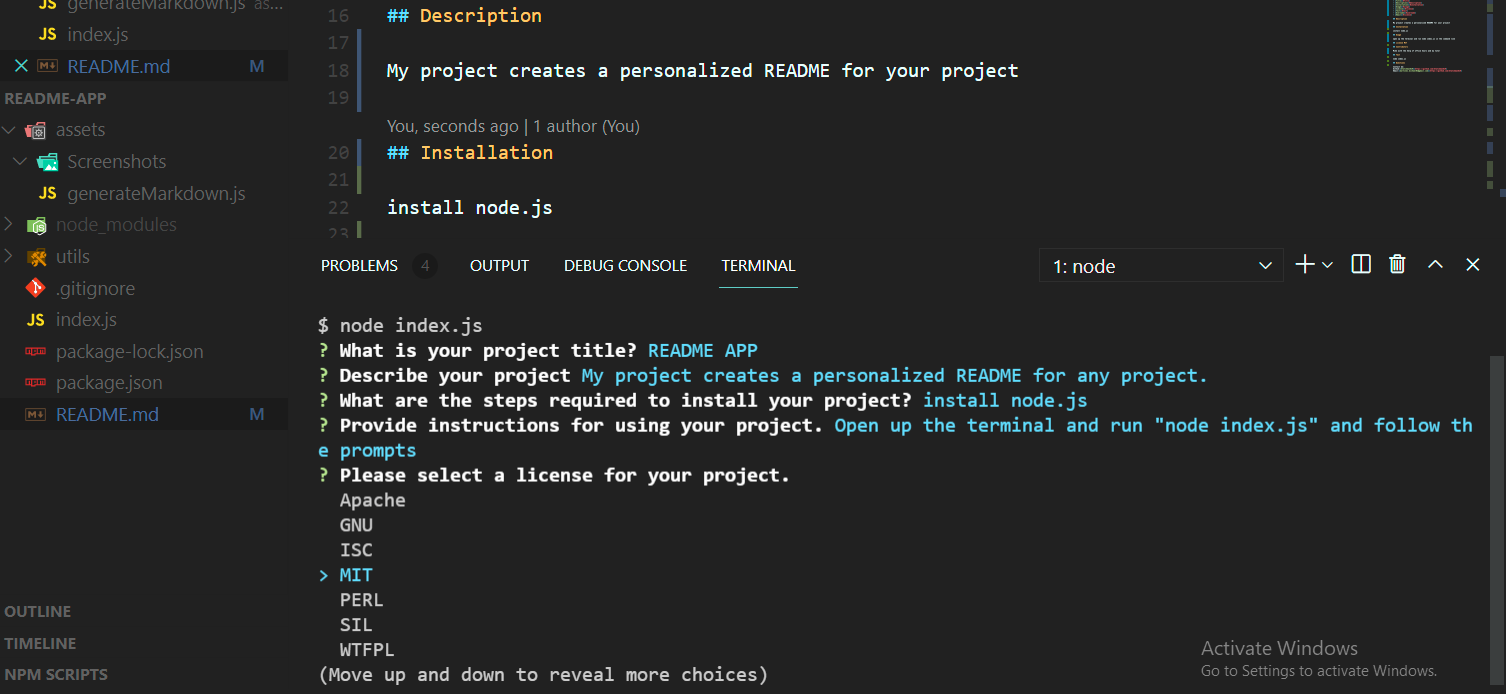 JS generateMarkdown.js as...
JS index.js
README.md M
README-APP
assets
Screenshots
JS generateMarkdown.js
node_modules
utils
.gitignore
JS index.js
package-lock.json
package.json
README.md M
OUTLINE
TIMELINE
NPM SCRIPTS
16 ## Description
17
18 My project creates a personalized README for your project
19
You, seconds ago | 1 author (You)
20 ## Installation
21
22 install node.js
23
PROBLEMS 4 OUTPUT DEBUG CONSOLE TERMINAL 1: node
$ node index.js
? What is your project title? README APP
? Describe your project My project creates a personalized README for any project.
? What are the steps required to install your project? install node.js
? Provide instructions for using your project. Open up the terminal and run "node index.js" and follow th
e prompts
? Please select a license for your project.
Apache
GNU
ISC
> MIT
PERL
SIL
WTFPL
(Move up and down to reveal more choices)
Activate Windows
Go to Settings to activate Windows.